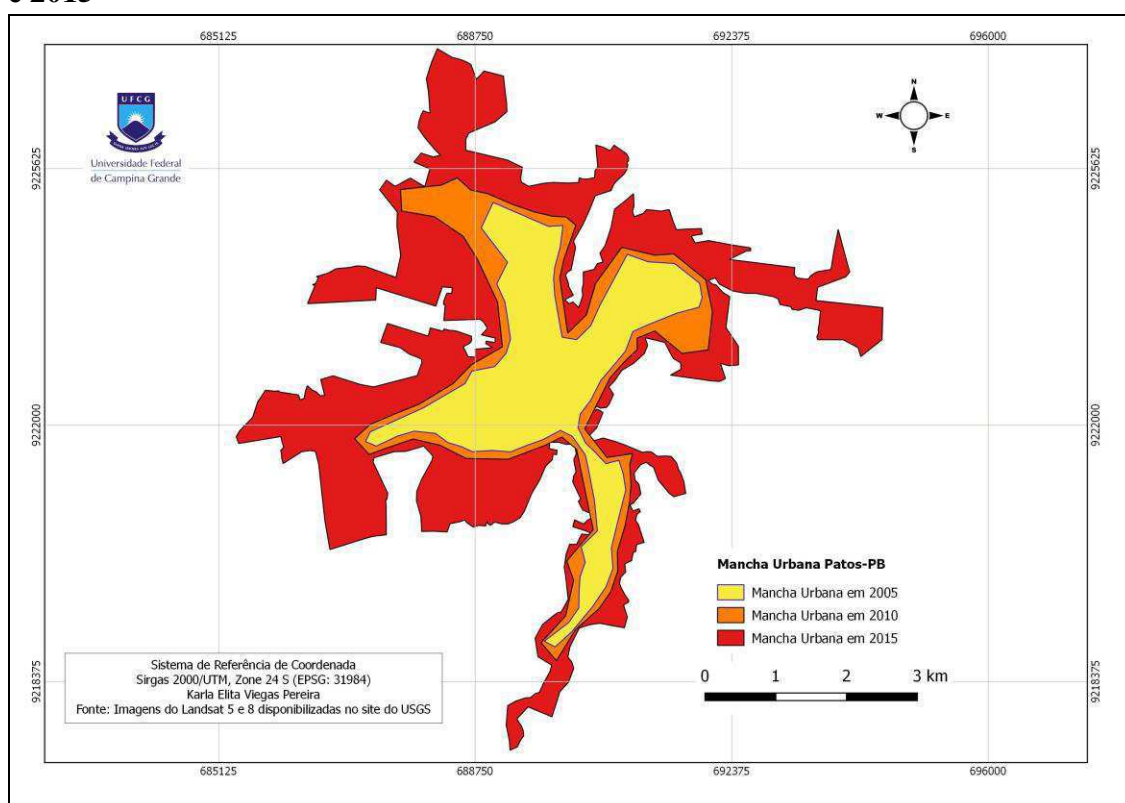 e 2015
685125
688750
692375
696000
UFCG
Universidade Federal
de Campina Grande
N
W
E
S
9225625
9225625
9222000
9222000
9218375
9218375
Mancha Urbana Patos-PB
Mancha Urbana em 2005
Mancha Urbana em 2010
Mancha Urbana em 2015
0 1 2 3 km
Sistema de Referência de Coordenada
Sirgas 2000/UTM, Zone 24 S (EPSG: 31984)
Karla Elita Viegas Pereira
Fonte: Imagens do Landsat 5 e 8 disponibilizadas no site do USGS
685125
688750
692375
696000